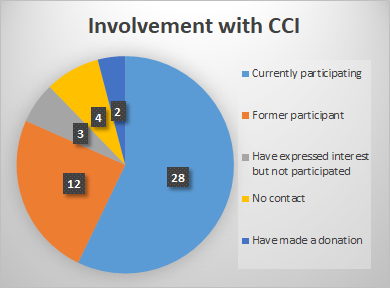 Involvement with CCI
28
12
3
4
2
Currently participating
Former participant
Have expressed interest
but not participated
No contact
Have made a donation